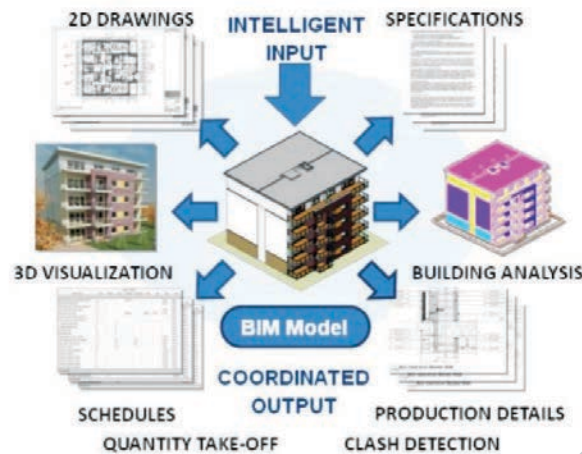 2D DRAWINGS
INTELLIGENT
INPUT
SPECIFICATIONS
3D VISUALIZATION
BUILDING ANALYSIS
BIM Model
COORDINATED
OUTPUT
SCHEDULES
PRODUCTION DETAILS
QUANTITY TAKE-OFF
CLASH DETECTION